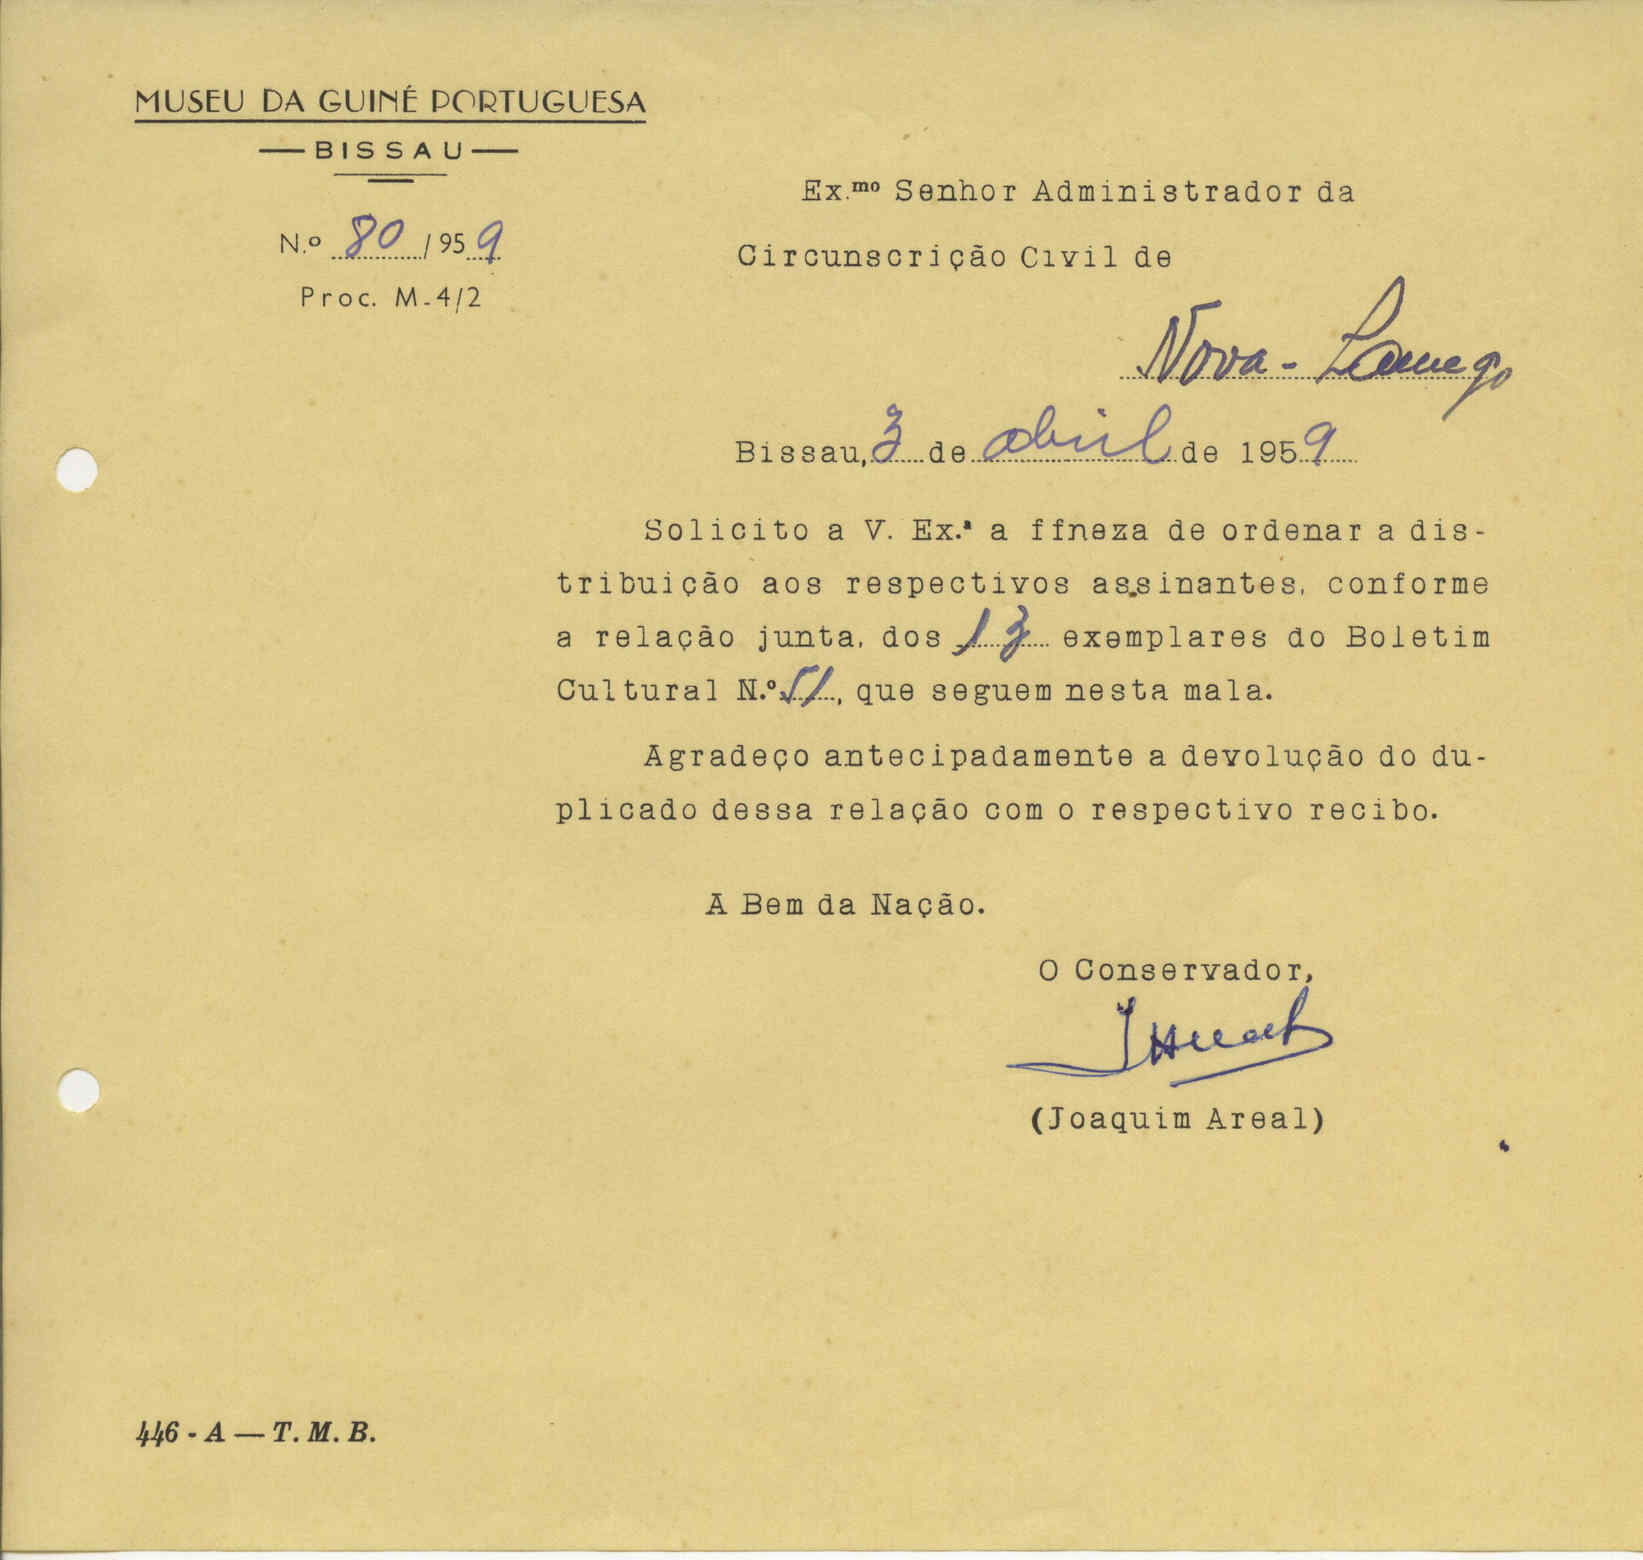 MUSEU DA GUINÉ PORTUGUESA
BISSAU
N.º 80 / 959
Proc. M-4/2
Ex.mo Senhor Administrador da
Circunscrição Civil de
Nova-Lamego
Bissau, 3 de abril de 1959
Solicito a V. Ex.ª a ffneza de ordenar a dis-
tribuição aos respectivos assinantes, conforme
a relação junta, dos 13 exemplares do Boletim
Cultural N.º 51, que seguem nesta mala.
Agradeço antecipadamente a devolução do du-
plicado dessa relação com o respectivo recibo.
A Bem da Nação.
O Conservador,
(Joaquim Areal)
446 - A — T. M. B.